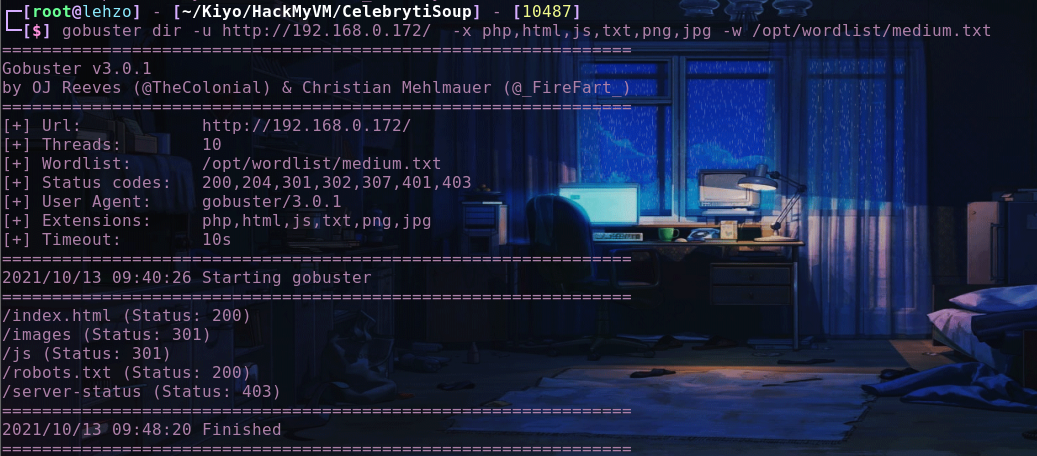 [root@lehzo] - [~/Kiyo/HackMyVM/CelebrytiSoup] - [10487]
[$] gobuster dir -u http://192.168.0.172/  -x php,html,js,txt,png,jpg -w /opt/wordlist/medium.txt
===============================================================
Gobuster v3.0.1
by OJ Reeves (@TheColonial) & Christian Mehlmauer (@_FireFart_)
===============================================================
[+] Url:            http://192.168.0.172/
[+] Threads:        10
[+] Wordlist:       /opt/wordlist/medium.txt
[+] Status codes:   200,204,301,302,307,401,403
[+] User Agent:     gobuster/3.0.1
[+] Extensions:     php,html,js,txt,png,jpg
[+] Timeout:        10s
===============================================================
2021/10/13 09:40:26 Starting gobuster
===============================================================
/index.html (Status: 200)
/images (Status: 301)
/js (Status: 301)
/robots.txt (Status: 200)
/server-status (Status: 403)
===============================================================
2021/10/13 09:48:20 Finished
===============================================================